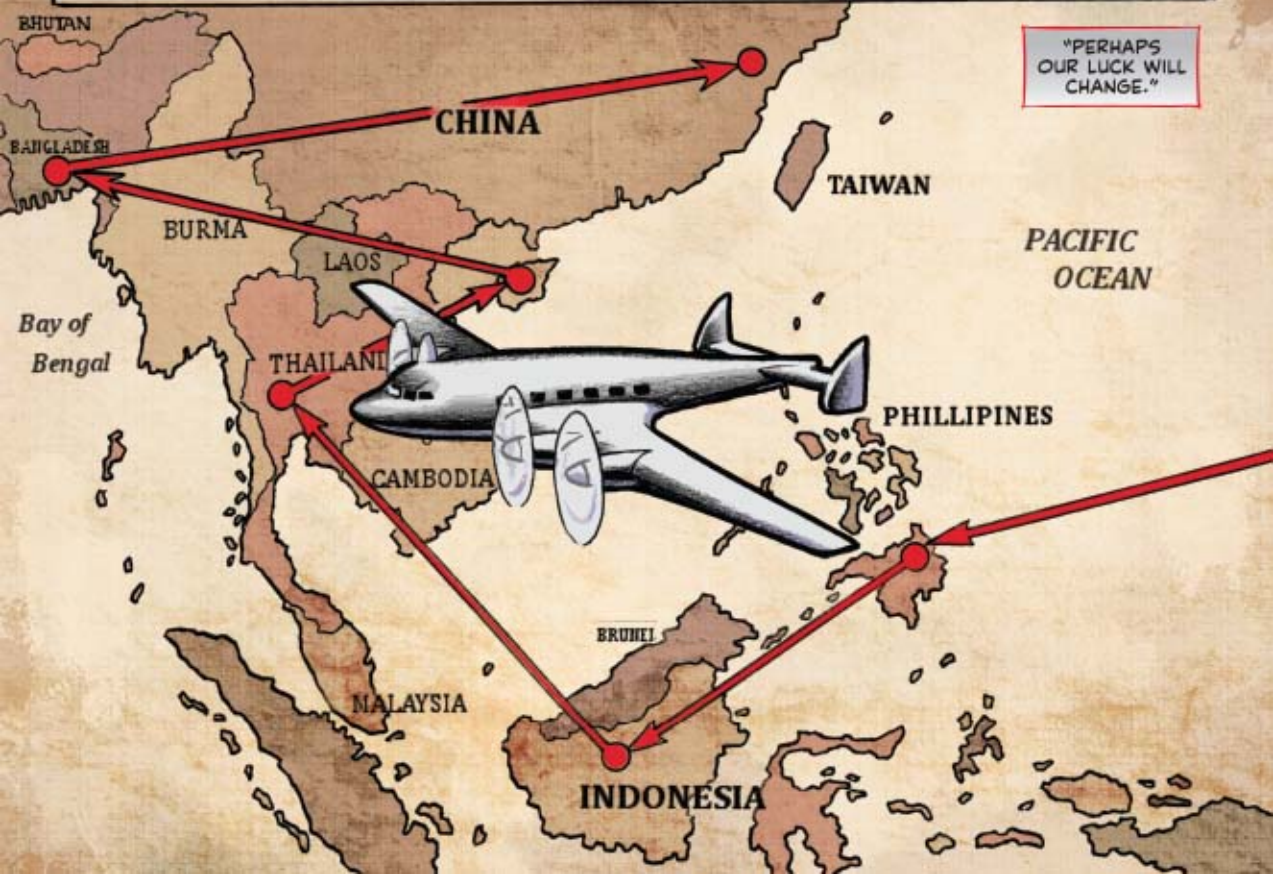 BHUTAN
"PERHAPS
OUR LUCK WILL
CHANGE."
CHINA
BANGLADESH
TAIWAN
BURMA
LAOS
PACIFIC
OCEAN
Bay of
Bengal
THAILAND
PHILLIPINES
CAMBODIA
BRUNEI
MALAYSIA
INDONESIA